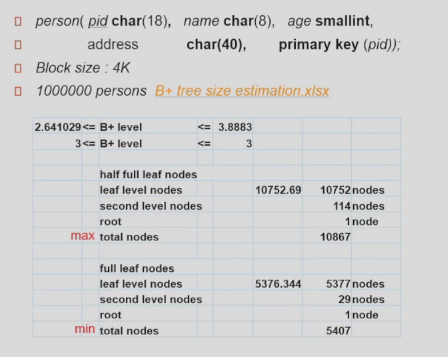 person( pid char(18), name char(8), age smallint,
address char(40), primary key (pid));
Block size : 4K
1000000 persons B+ tree size estimation.xlsx
2.641029 <= B+ level <= 3.8883
3 <= B+ level <= 3
half full leaf nodes
leaf level nodes 10752.69 10752 nodes
second level nodes 114 nodes
root 1 node
max total nodes 10867
full leaf nodes
leaf level nodes 5376.344 5377 nodes
second level nodes 29 nodes
root 1 node
min total nodes 5407